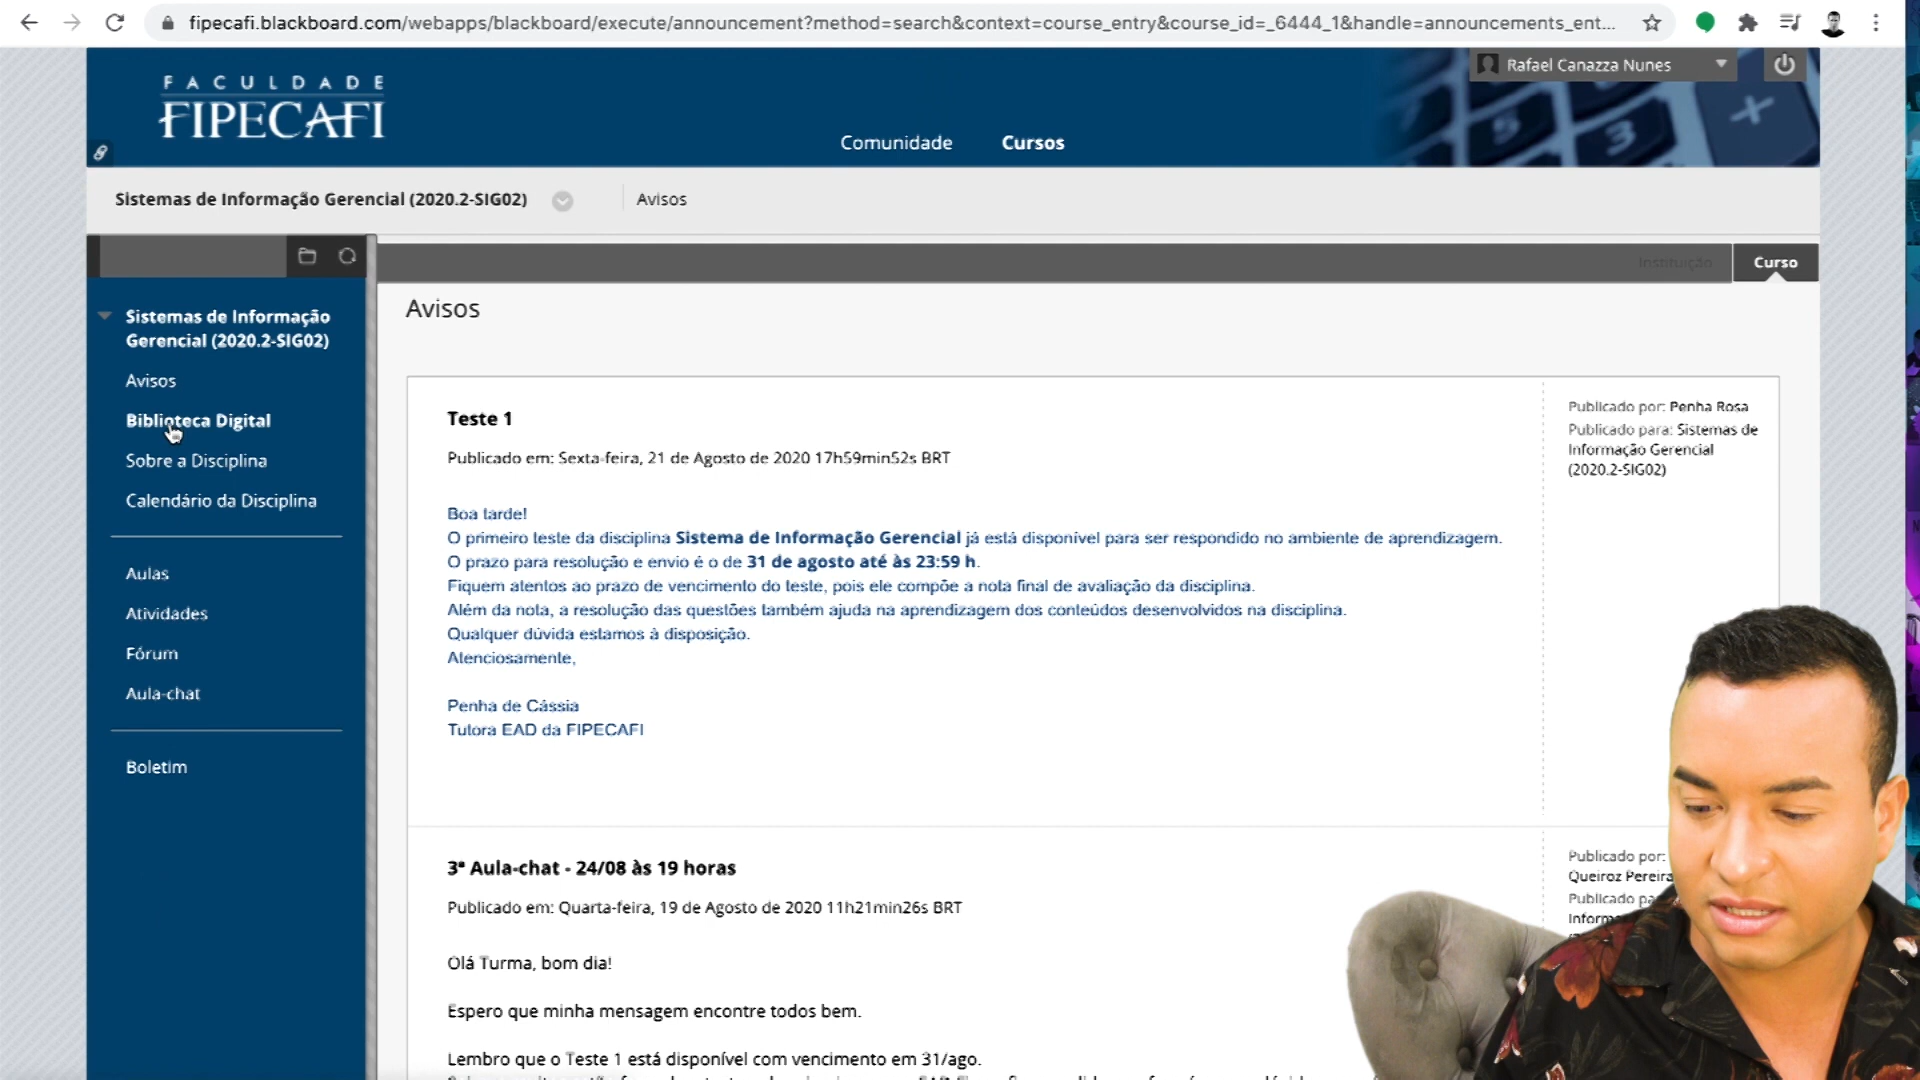 fipecafi.blackboard.com/webapps/blackboard/execute/announcement?method=search&context=course_entry&course_id=_6444_1&handle=announcements_ent...
FACULDADE
FIPECAFI
Rafael Canazza Nunes
Comunidade
Cursos
Sistemas de Informação Gerencial (2020.2-SIG02)
Avisos
Instituição
Curso
Sistemas de Informação
Gerencial (2020.2-SIG02)
Avisos
Biblioteca Digital
Sobre a Disciplina
Calendário da Disciplina
Aulas
Atividades
Fórum
Aula-chat
Boletim
Avisos
Teste 1
Publicado em: Sexta-feira, 21 de Agosto de 2020 17h59min52s BRT
Boa tarde!
O primeiro teste da disciplina Sistema de Informação Gerencial já está disponível para ser respondido no ambiente de aprendizagem.
O prazo para resolução e envio é o de 31 de agosto até às 23:59 h.
Fiquem atentos ao prazo de vencimento do teste, pois ele compõe a nota final de avaliação da disciplina.
Além da nota, a resolução das questões também ajuda na aprendizagem dos conteúdos desenvolvidos na disciplina.
Qualquer dúvida estamos à disposição.
Atenciosamente,
Penha de Cássia
Tutora EAD da FIPECAFI
Publicado por: Penha Rosa
Publicado para: Sistemas de
Informação Gerencial
(2020.2-SIG02)
3ª Aula-chat - 24/08 às 19 horas
Publicado em: Quarta-feira, 19 de Agosto de 2020 11h21min26s BRT
Olá Turma, bom dia!
Espero que minha mensagem encontre todos bem.
Lembro que o Teste 1 está disponível com vencimento em 31/ago.
Publicado por:
Queiroz Pereira
Publicado pa
Inform